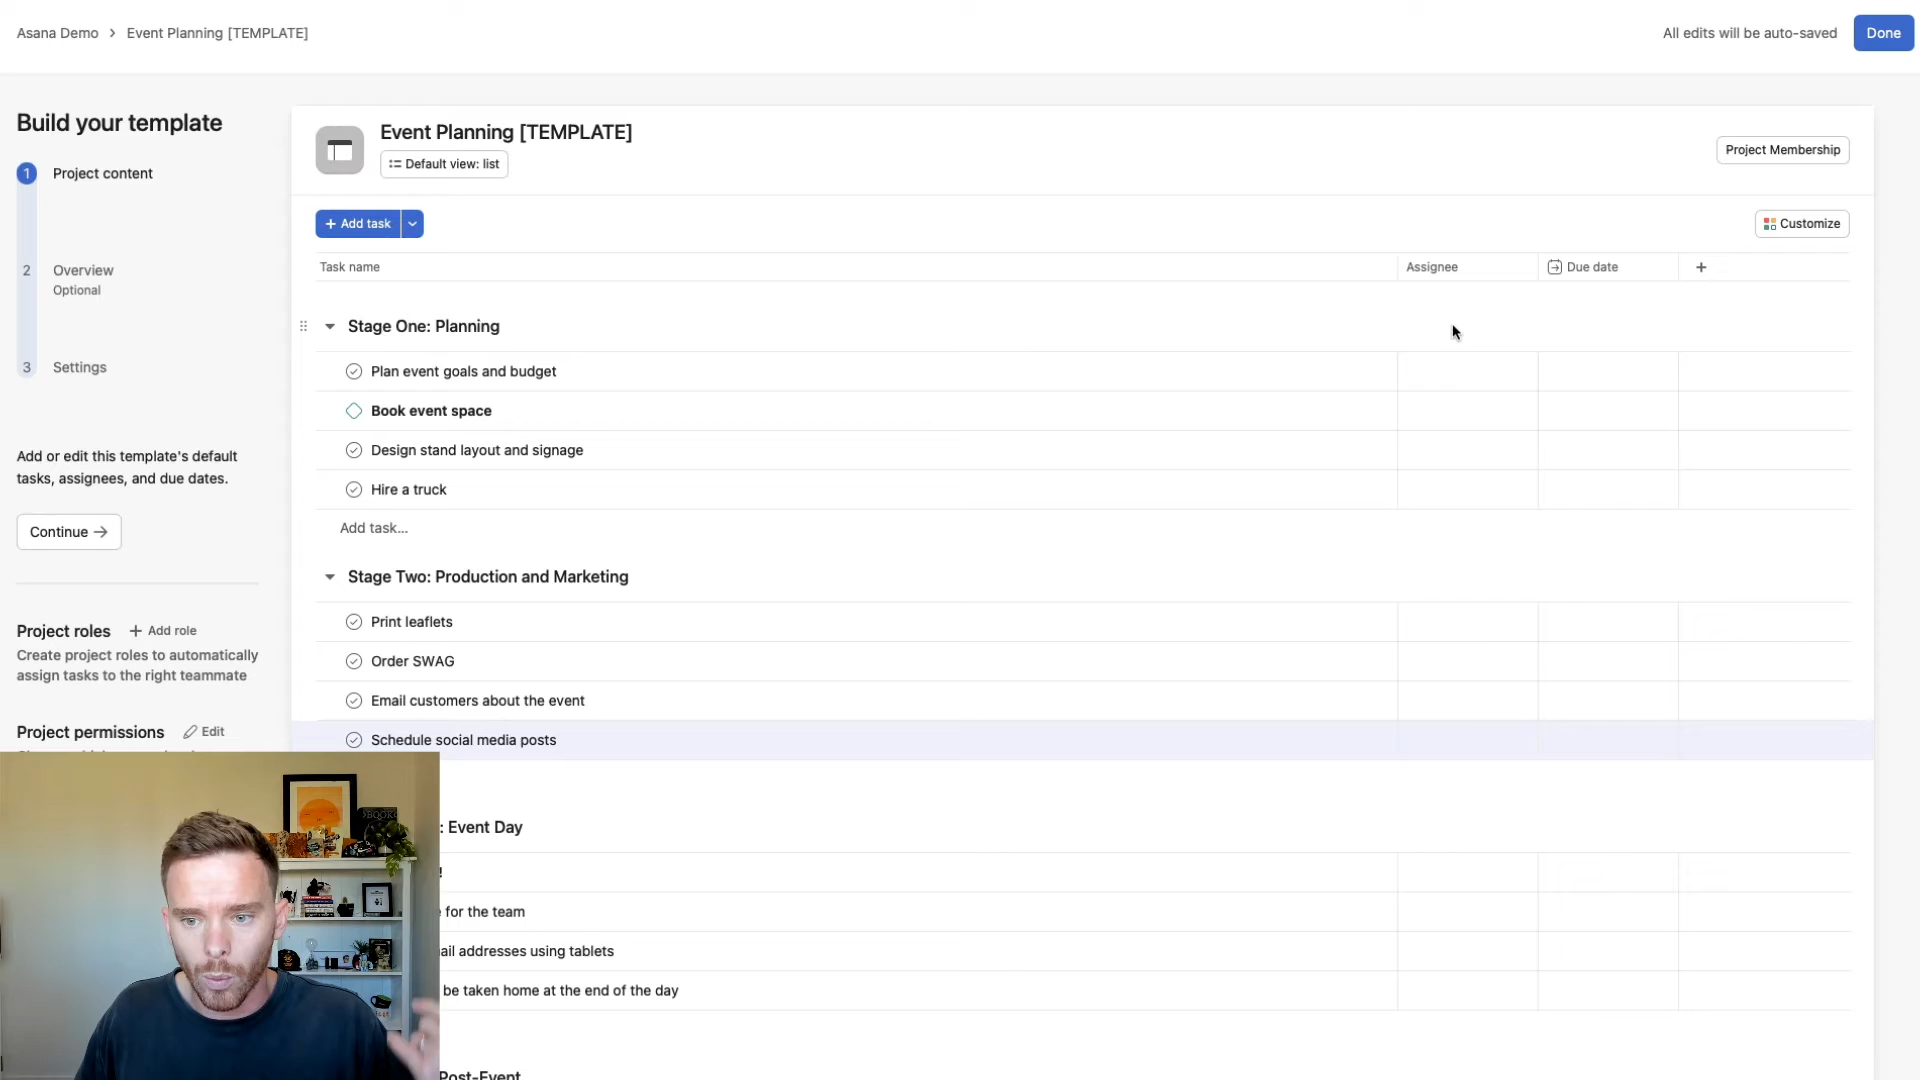 Asana Demo > Event Planning [TEMPLATE]
All edits will be auto-saved
Done
Build your template
1 Project content
2 Overview
Optional
3 Settings
Add or edit this template's default
tasks, assignees, and due dates.
Continue →
Project roles + Add role
Create project roles to automatically
assign tasks to the right teammate
Project permissions Edit
Event Planning [TEMPLATE]
Default view: list
Project Membership
+ Add task
Customize
Task name Assignee Due date +
Stage One: Planning
Plan event goals and budget
Book event space
Design stand layout and signage
Hire a truck
Add task...
Stage Two: Production and Marketing
Print leaflets
Order SWAG
Email customers about the event
Schedule social media posts
: Event Day
!
for the team
addresses using tablets
be taken home at the end of the day
Post-Event